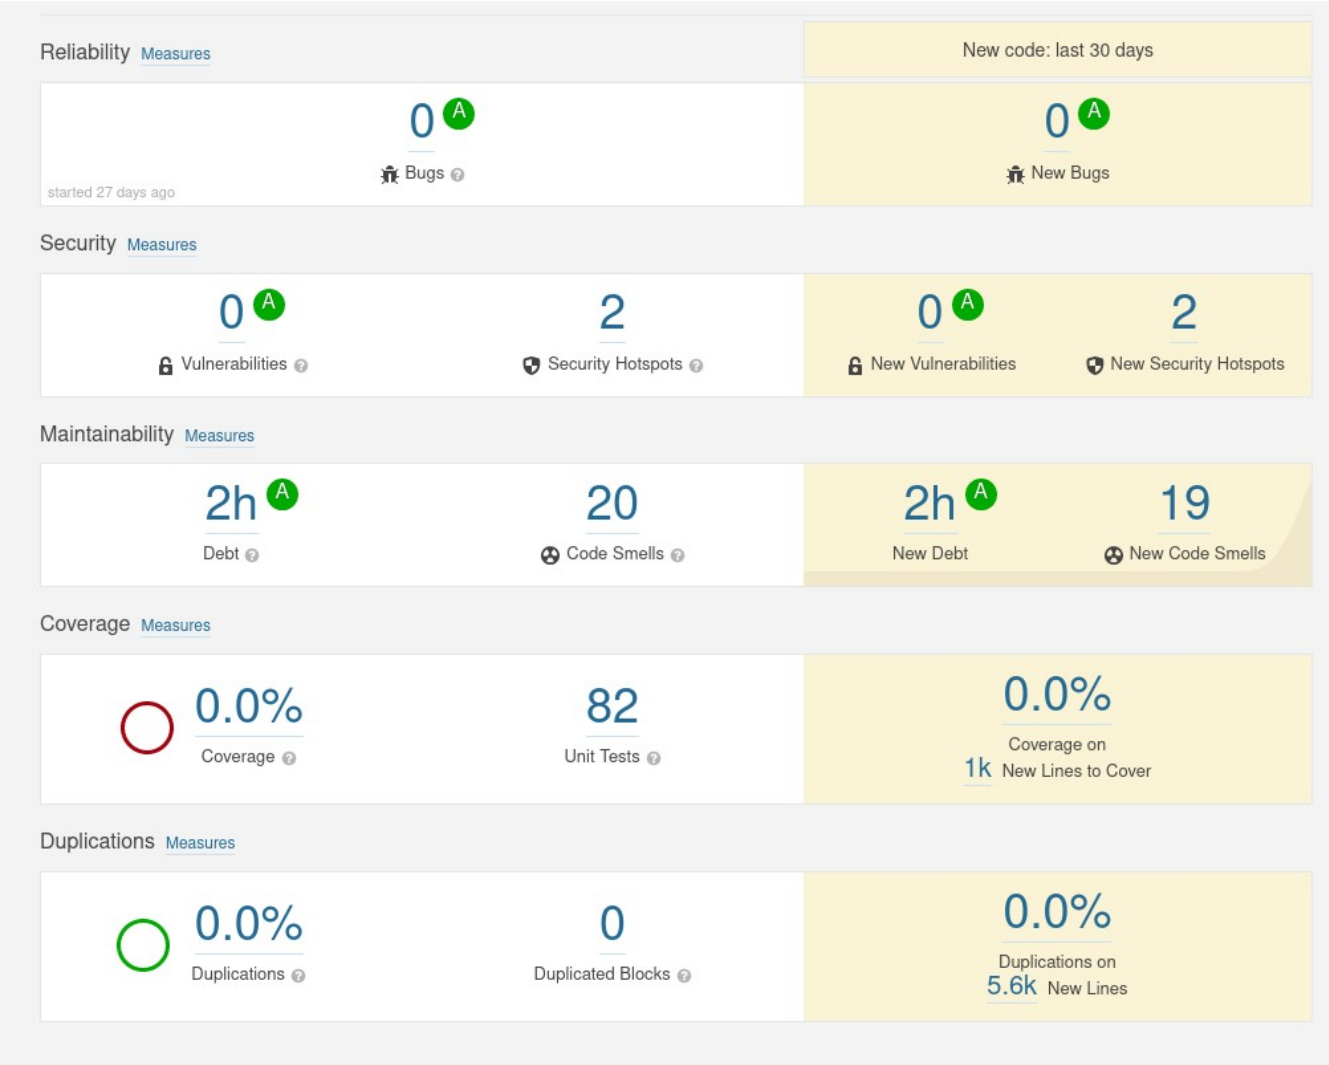 Reliability Measures
New code: last 30 days
0 A
Bugs ?
started 27 days ago
0 A
New Bugs
Security Measures
0 A
Vulnerabilities ?
2
Security Hotspots ?
0 A
New Vulnerabilities
2
New Security Hotspots
Maintainability Measures
2h A
Debt ?
20
Code Smells ?
2h A
New Debt
19
New Code Smells
Coverage Measures
0.0%
Coverage ?
82
Unit Tests ?
0.0%
Coverage on
1k New Lines to Cover
Duplications Measures
0.0%
Duplications ?
0
Duplicated Blocks ?
0.0%
Duplications on
5.6k New Lines